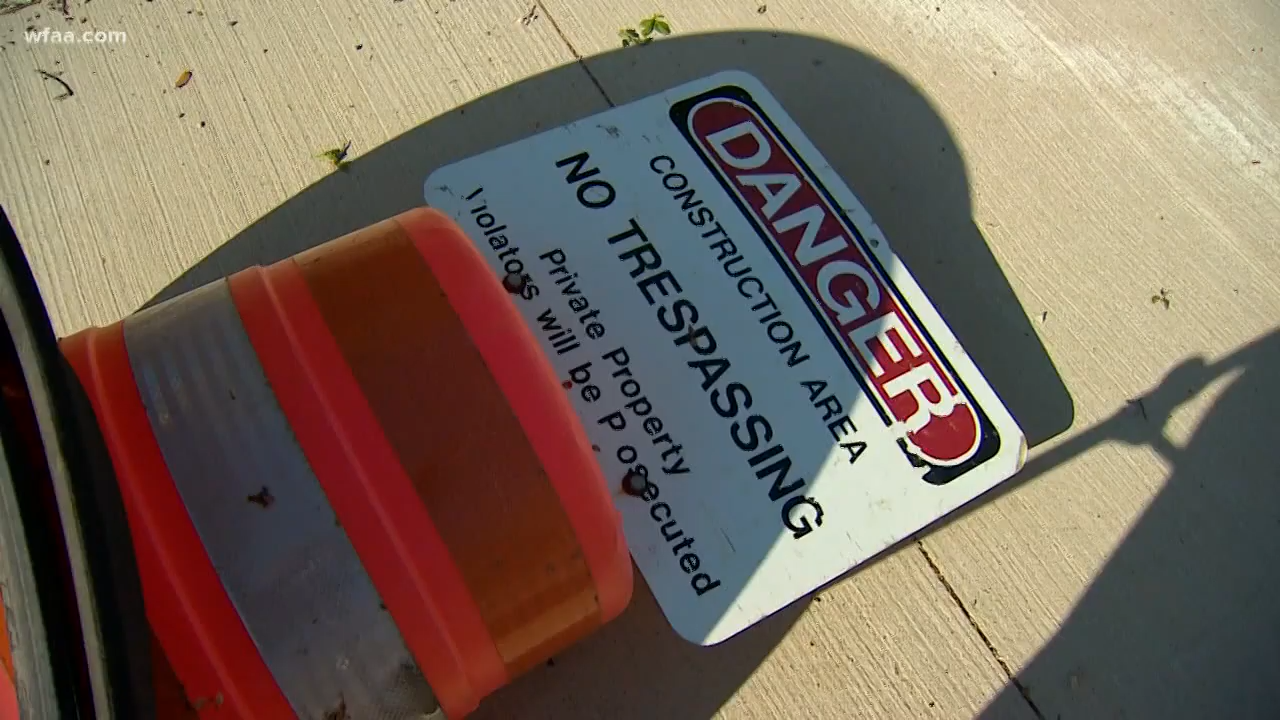 wfaa.com
DANGER
CONSTRUCTION AREA
NO TRESPASSING
Private Property
Violators will be P osecuted